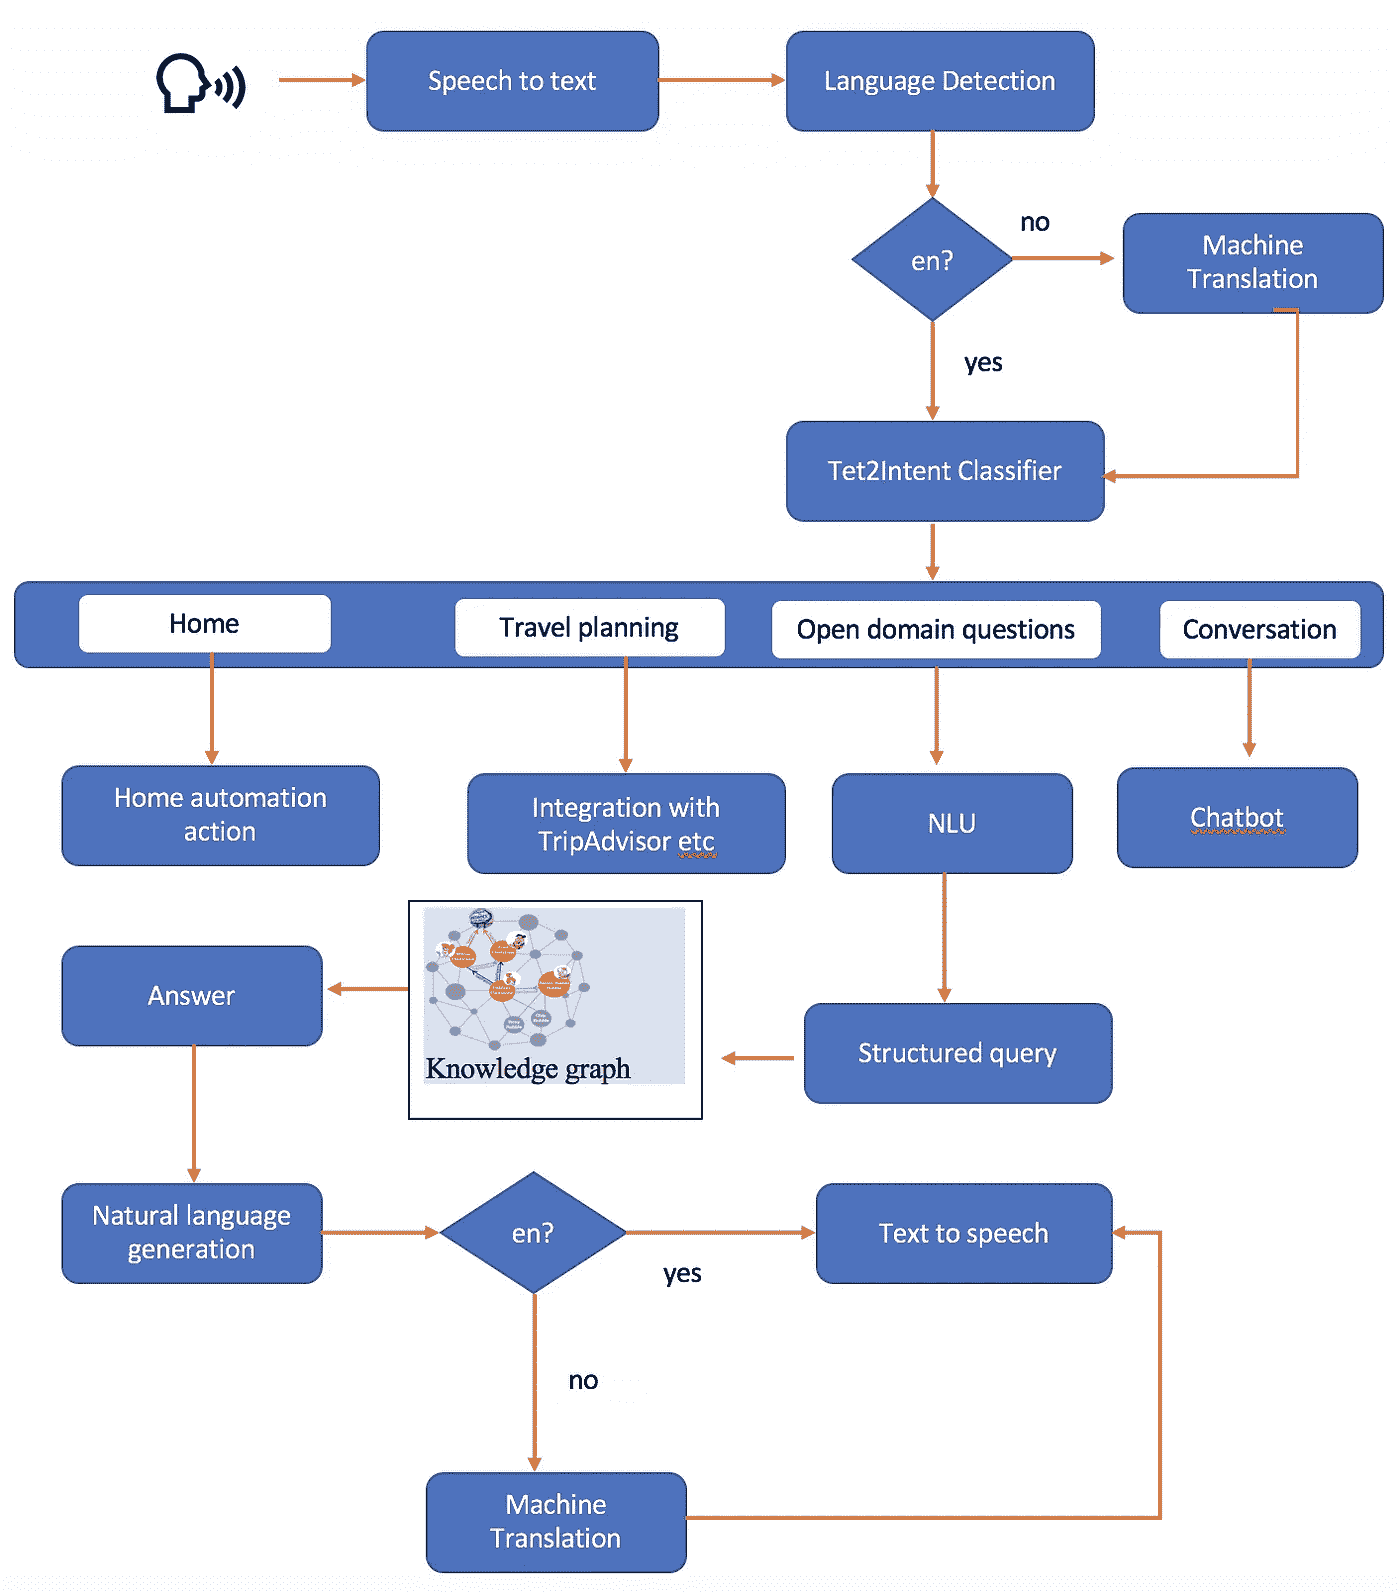 Speech to text
Language Detection
no
en?
Machine
Translation
yes
Tet2Intent Classifier
Home
Travel planning
Open domain questions
Conversation
Home automation
action
Integration with
TripAdvisor etc
NLU
Chatbot
Answer
Knowledge graph
Structured query
Natural language
generation
en?
yes
Text to speech
no
Machine
Translation